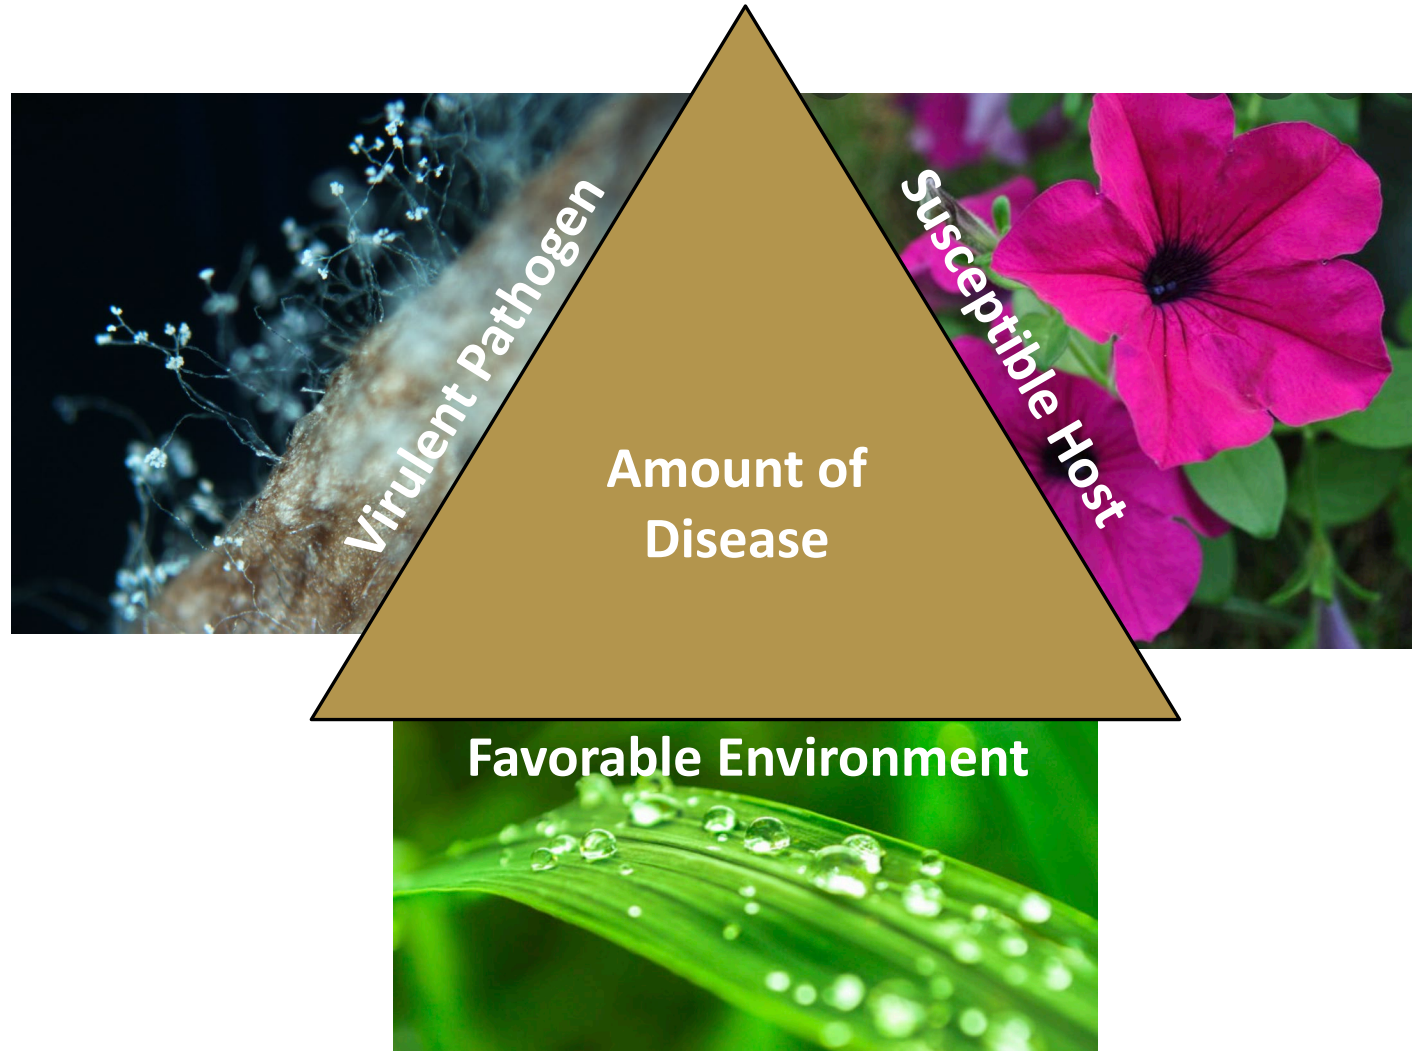 Virulent Pathogen
Susceptible Host
Amount of
Disease
Favorable Environment